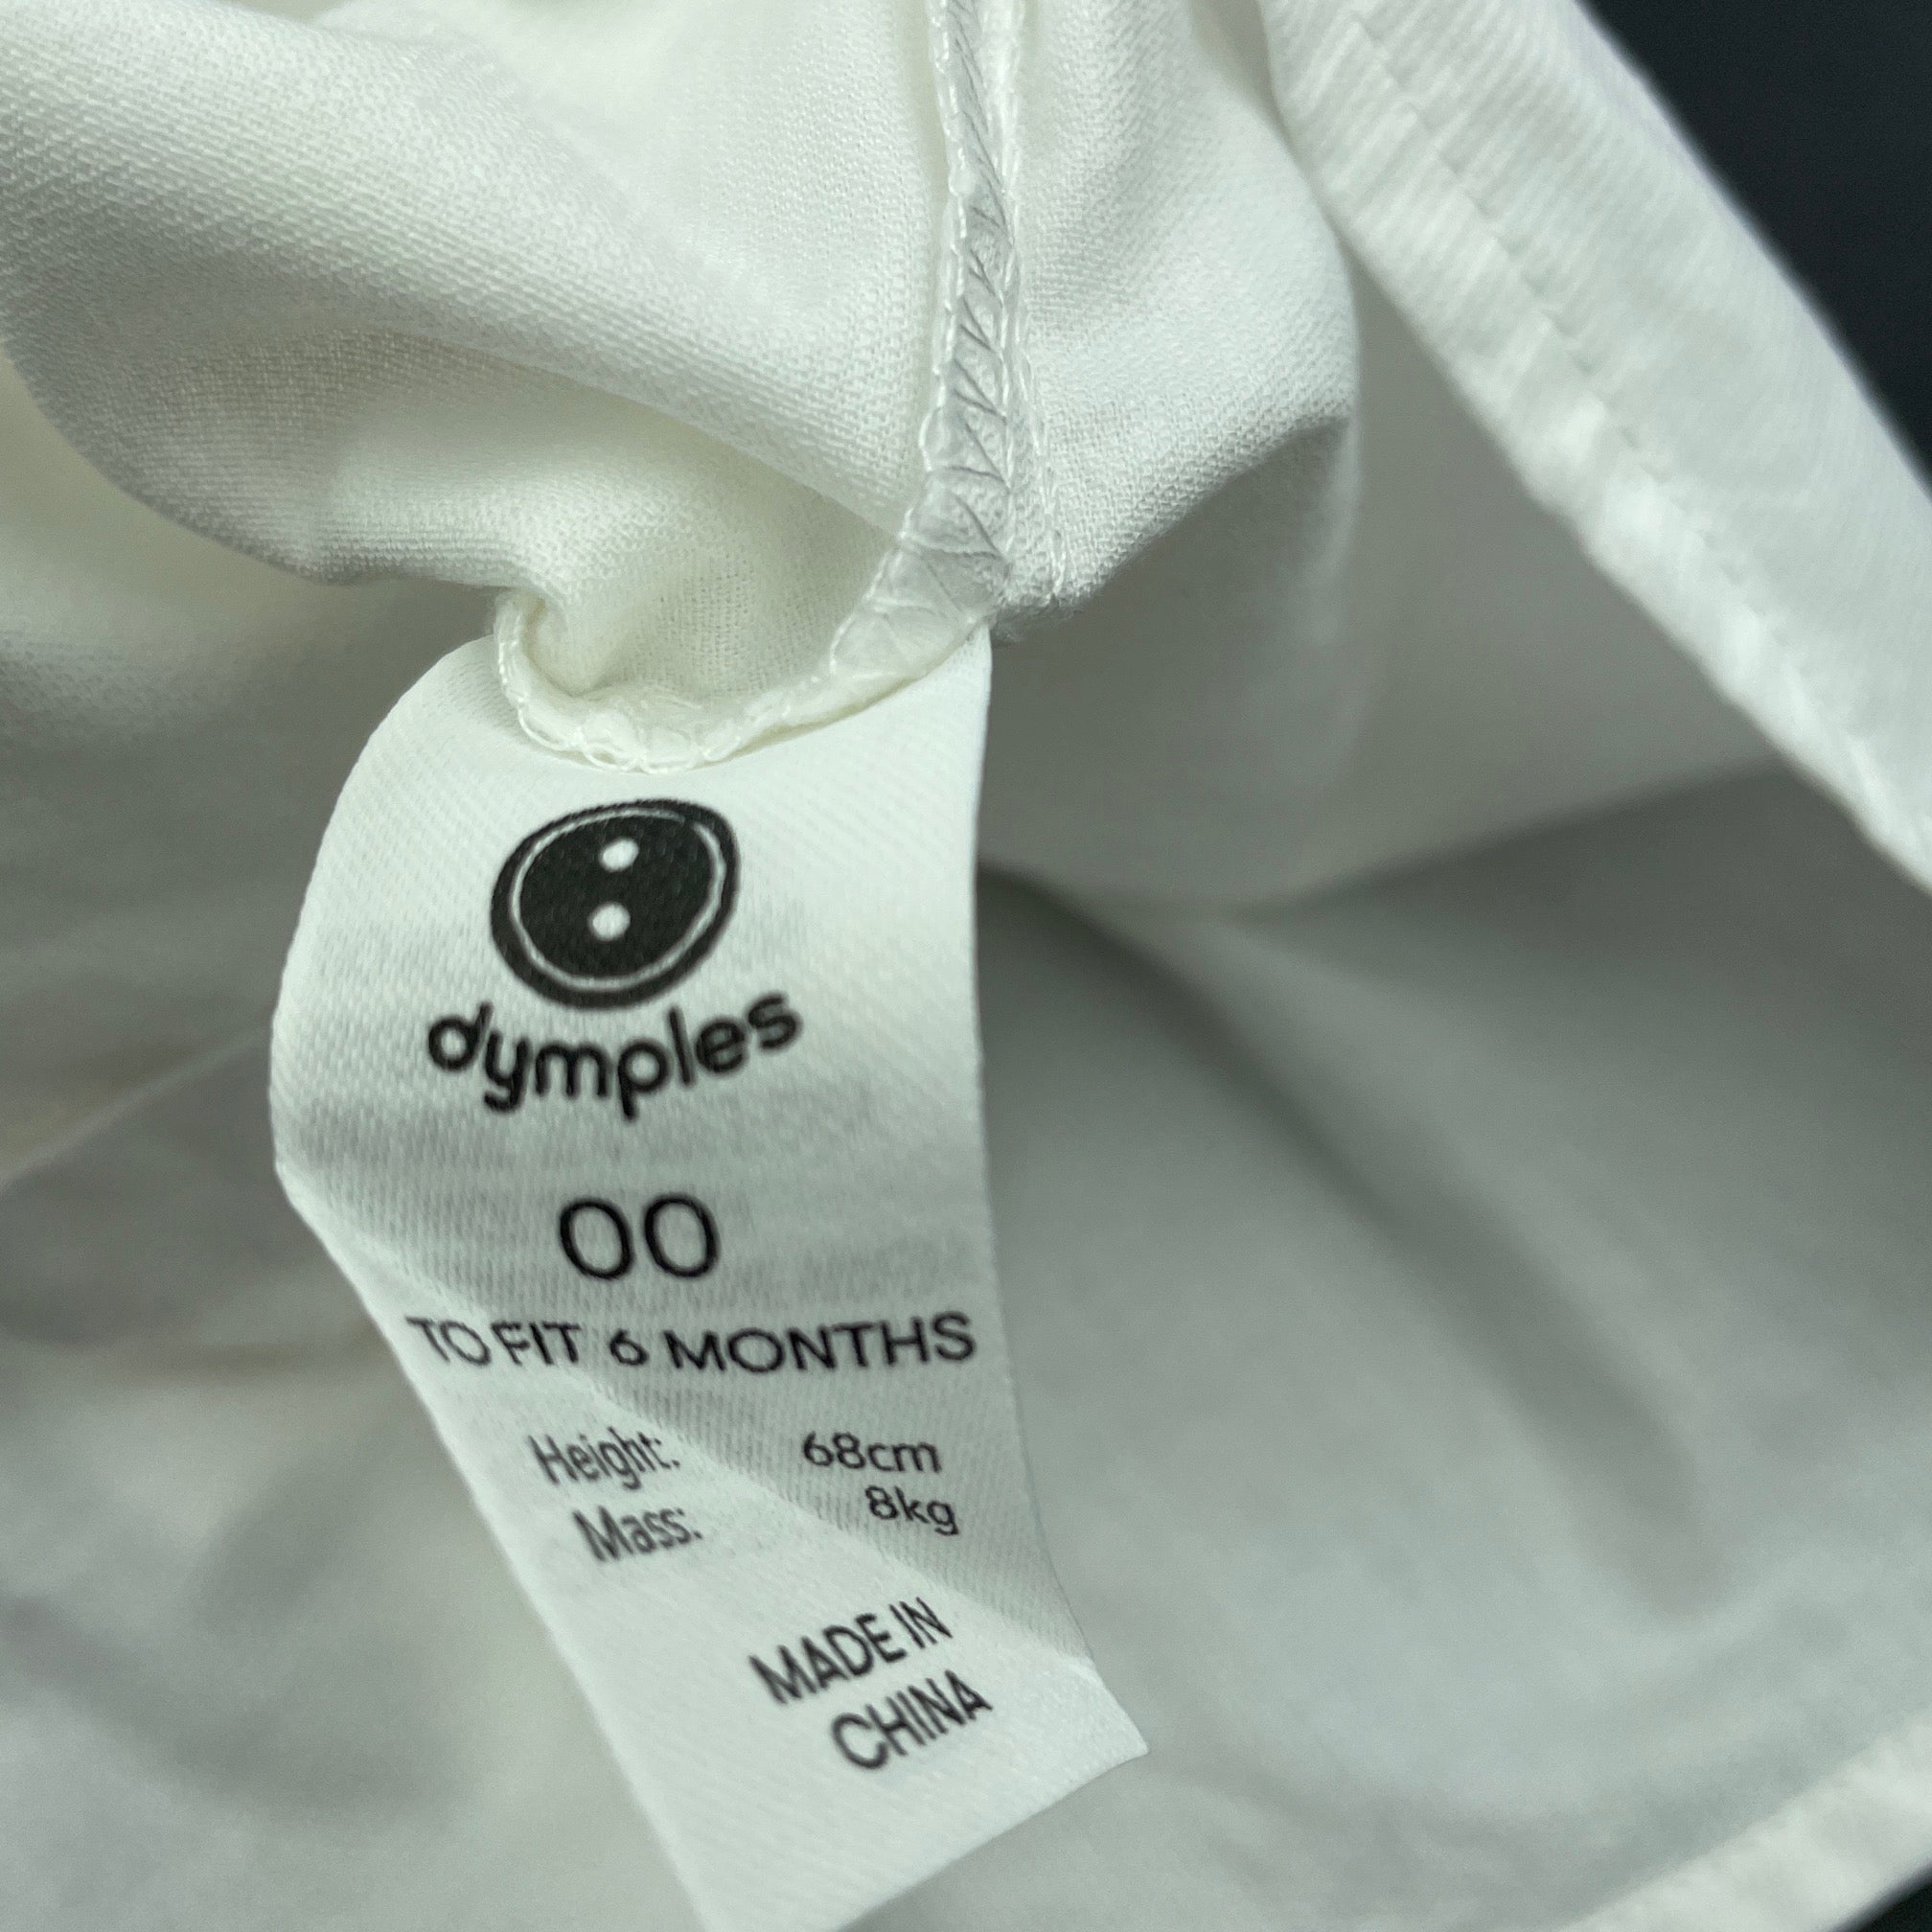 dymples
00
TO FIT 6 MONTHS
Height: 68cm
Mass: 8kg
MADE IN
CHINA